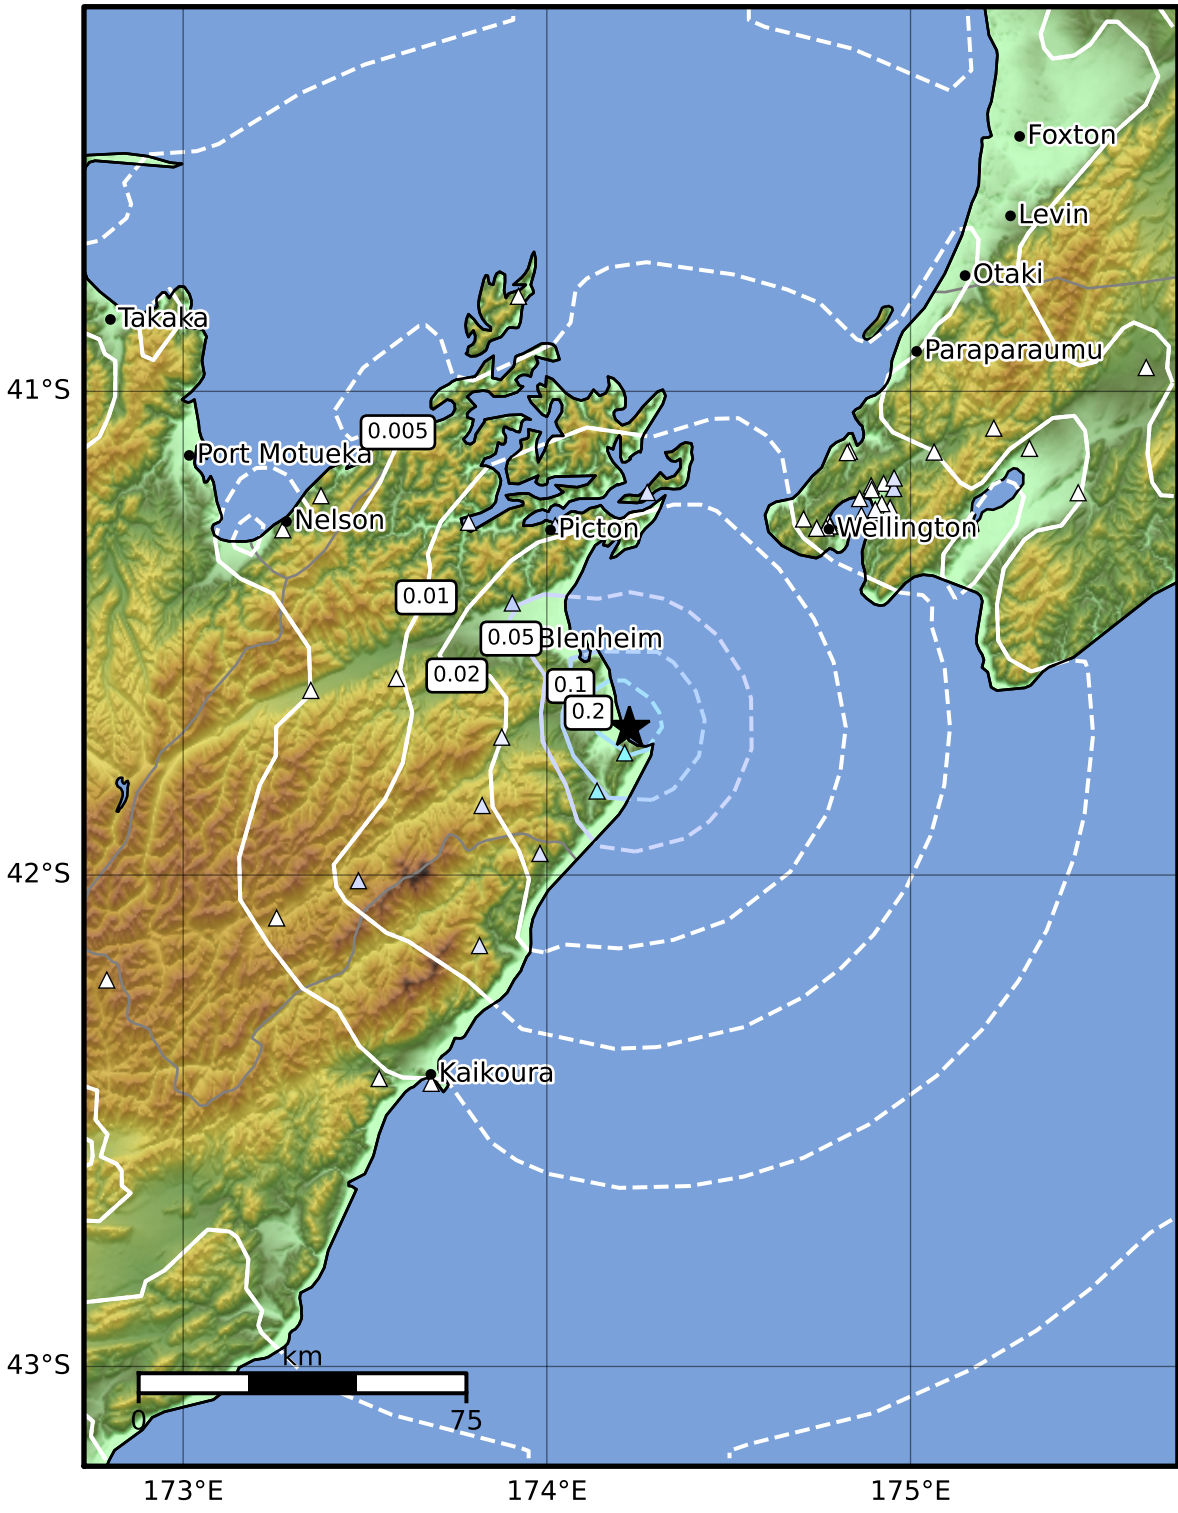 Foxton
Levin
Otaki
Takaka
Paraparaumu
41°S
0.005
Port Motueka
Nelson
Picton
Wellington
0.01
0.05
Blenheim
0.02
0.1
0.2
42°S
Kaikoura
43°S
km
0
75
173°E
174°E
175°E